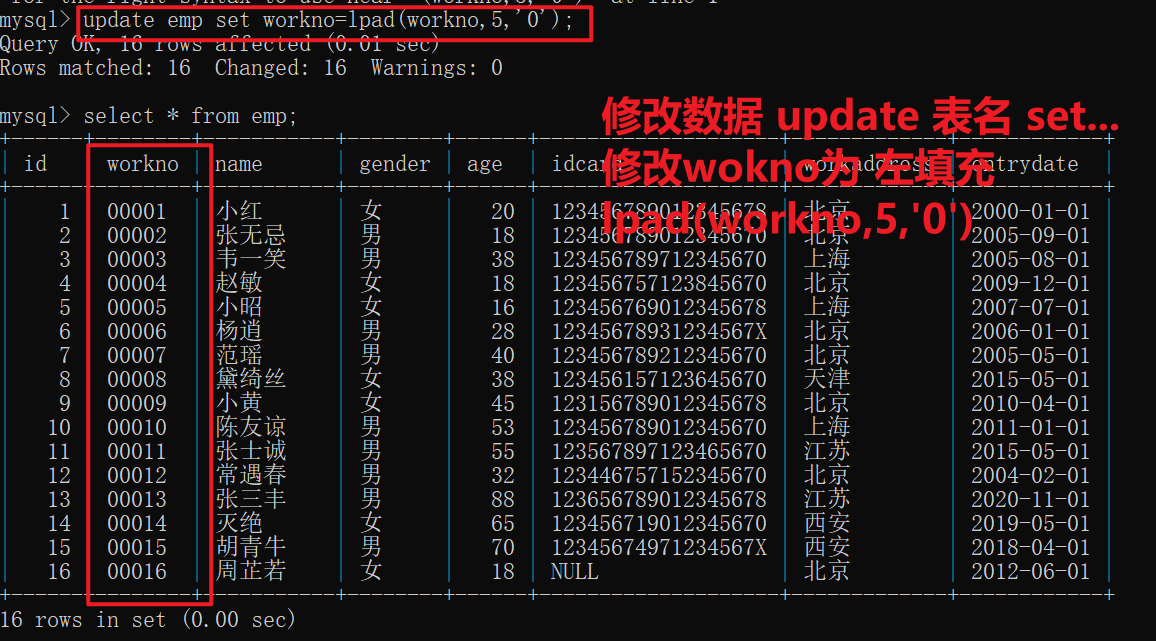 mysql> update emp set workno=lpad(workno,5,'0');
Query OK, 16 rows affected (0.01 sec)
Rows matched: 16  Changed: 16  Warnings: 0
mysql> select * from emp;
修改数据 update 表名 set...
修改wokno为 左填充
lpad(workno,5,'0')
id | workno | name | gender | age | idcard | workaddress | entrydate
1 | 00001 | 小红 | 女 | 20 | 123456789012345678 | 北京 | 2000-01-01
2 | 00002 | 张无忌 | 男 | 18 | 123456789012345670 | 北京 | 2005-09-01
3 | 00003 | 韦一笑 | 男 | 38 | 123456789712345670 | 上海 | 2005-08-01
4 | 00004 | 赵敏 | 女 | 18 | 123456757123845670 | 北京 | 2009-12-01
5 | 00005 | 小昭 | 女 | 16 | 123456769012345678 | 上海 | 2007-07-01
6 | 00006 | 杨逍 | 男 | 28 | 12345678931234567X | 北京 | 2006-01-01
7 | 00007 | 范瑶 | 男 | 40 | 123456789212345670 | 北京 | 2005-05-01
8 | 00008 | 黛绮丝 | 女 | 38 | 123456157123645670 | 天津 | 2015-05-01
9 | 00009 | 小黄 | 女 | 45 | 123156789012345678 | 北京 | 2010-04-01
10 | 00010 | 陈友谅 | 男 | 53 | 123456789012345670 | 上海 | 2011-01-01
11 | 00011 | 张士诚 | 男 | 55 | 123567897123465670 | 江苏 | 2015-05-01
12 | 00012 | 常遇春 | 男 | 32 | 123446757152345670 | 北京 | 2004-02-01
13 | 00013 | 张三丰 | 男 | 88 | 123656789012345678 | 江苏 | 2020-11-01
14 | 00014 | 灭绝 | 女 | 65 | 123456719012345670 | 西安 | 2019-05-01
15 | 00015 | 胡青牛 | 男 | 70 | 12345674971234567X | 西安 | 2018-04-01
16 | 00016 | 周芷若 | 女 | 18 | NULL | 北京 | 2012-06-01
16 rows in set (0.00 sec)